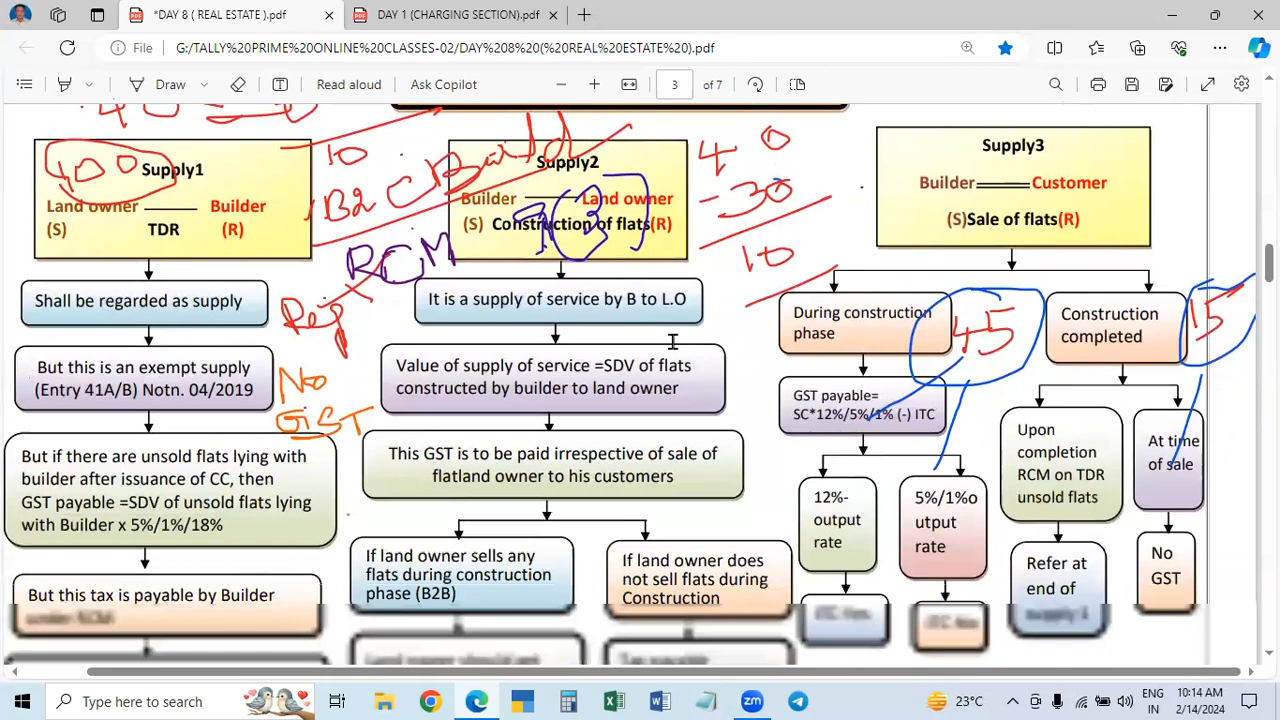 *DAY 8 ( REAL ESTATE ).pdf
DAY 1 (CHARGING SECTION).pdf
File
G:/TALLY%20PRIME%20ONLINE%20CLASSES-02/DAY%208%20(%20REAL%20ESTATE%20).pdf
Draw
Read aloud
Ask Copilot
3
of 7
400
Supply1
Land owner
Builder
(S)
TDR
(R)
10
B2C Build
Supply2
Builder
Land owner
(S)
Construction of flats(R)
3
40
-30
10
Supply3
Builder
Customer
(S)Sale of flats(R)
RCM
Reg
Shall be regarded as supply
It is a supply of service by B to L.O
During construction
phase
45
Construction
completed
15
But this is an exempt supply
(Entry 41A/B) Notn. 04/2019
No
GST
Value of supply of service =SDV of flats
constructed by builder to land owner
GST payable=
SC*12%/5%/1% (-) ITC
But if there are unsold flats lying with
builder after issuance of CC, then
GST payable =SDV of unsold flats lying
with Builder x 5%/1%/18%
This GST is to be paid irrespective of sale of
flatland owner to his customers
Upon
completion
RCM on TDR
unsold flats
At time
of sale
12%-
output
rate
5%/1%o
utput
rate
If land owner sells any
flats during construction
phase (B2B)
If land owner does
not sell flats during
Construction
Refer at
end of
supply 1
No
GST
But this tax is payable by Builder
under RCM
Type here to search
23°C
ENG
IN
10:14 AM
2/14/2024